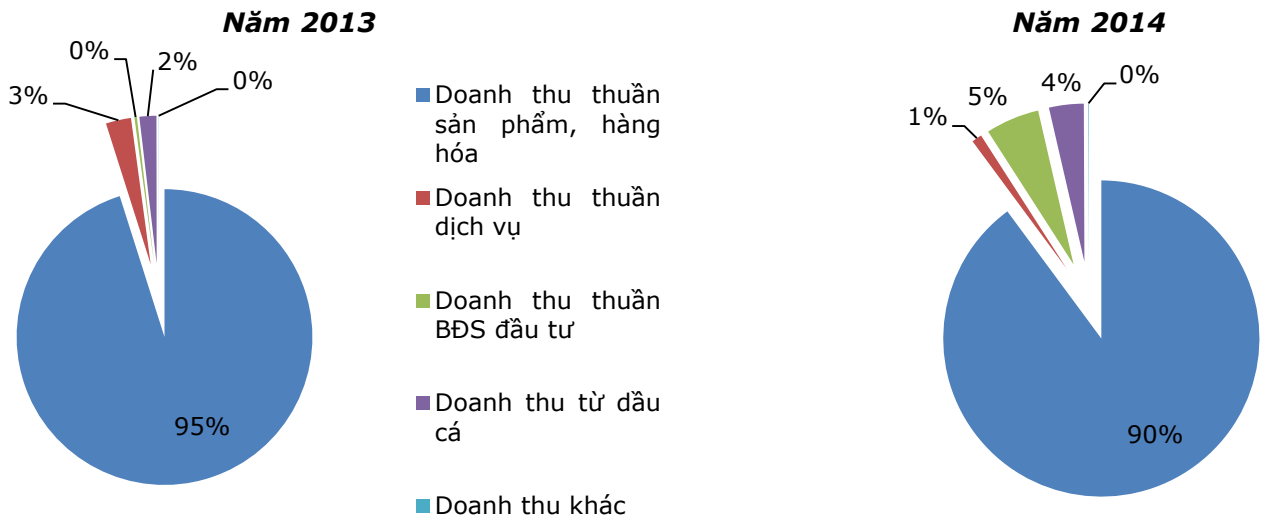 Năm 2013
0%
2%
0%
3%
95%
Doanh thu thuần
sản phẩm, hàng
hóa
Doanh thu thuần
dịch vụ
Doanh thu thuần
BĐS đầu tư
Doanh thu từ dầu
cá
Doanh thu khác
Năm 2014
0%
4%
5%
1%
90%